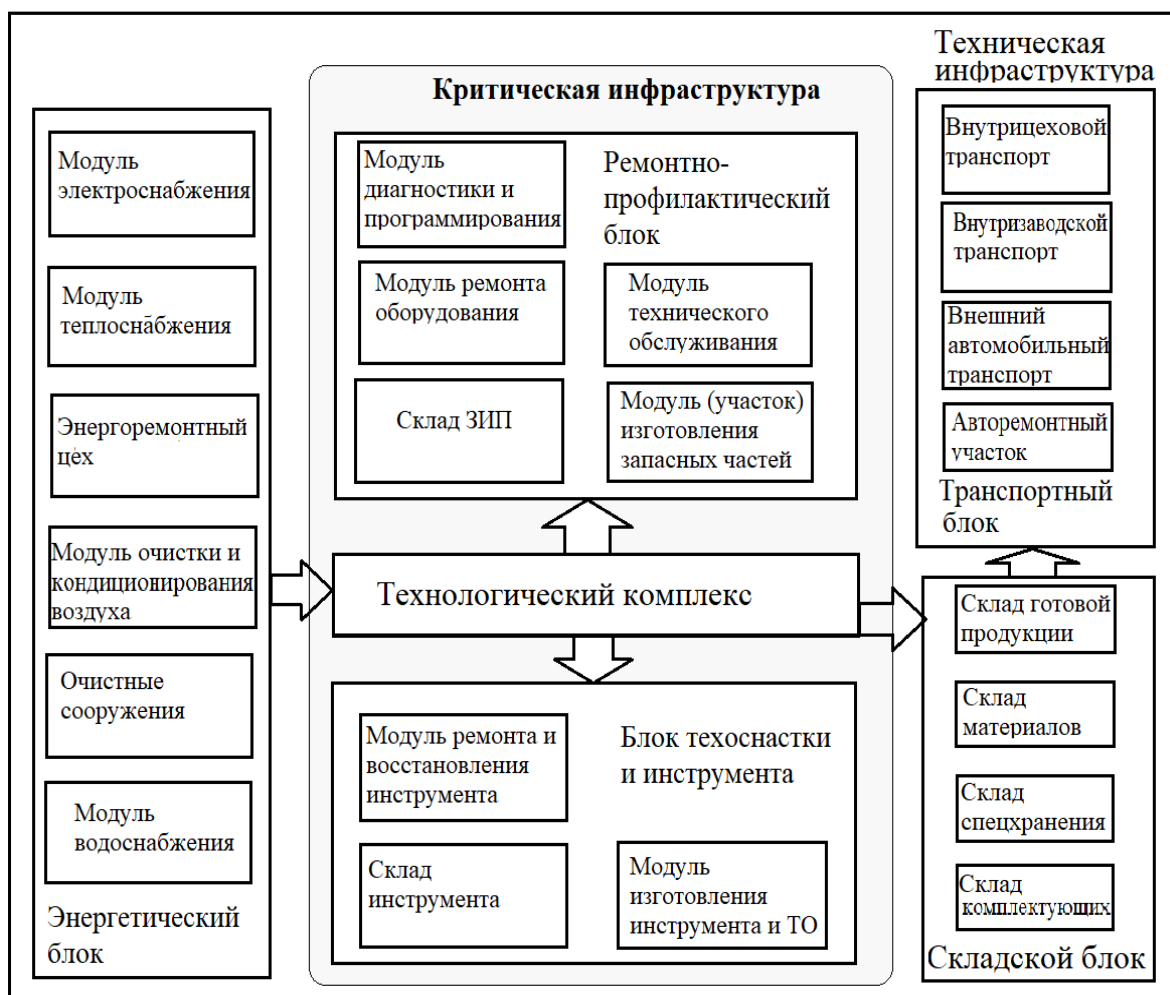 Техническая
инфраструктура
Критическая инфраструктура
Модуль
электроснабжения
Модуль
теплоснабжения
Энергоремонтный
цех
Модуль очистки и
кондиционирования
воздуха
Очистные
сооружения
Модуль
водоснабжения
Энергетический
блок
Модуль
диагностики и
программирования
Ремонтно-
профилактический
блок
Модуль ремонта
оборудования
Модуль
технического
обслуживания
Склад ЗИП
Модуль (участок)
изготовления
запасных частей
Технологический комплекс
Модуль ремонта и
восстановления
инструмента
Блок техоснастки
и инструмента
Склад
инструмента
Модуль
изготовления
инструмента и ТО
Внутрицеховой
транспорт
Внутризаводской
транспорт
Внешний
автомобильный
транспорт
Авторемонтный
участок
Транспортный
блок
Склад готовой
продукции
Склад
материалов
Склад
спецхранения
Склад
комплектующих
Складской блок